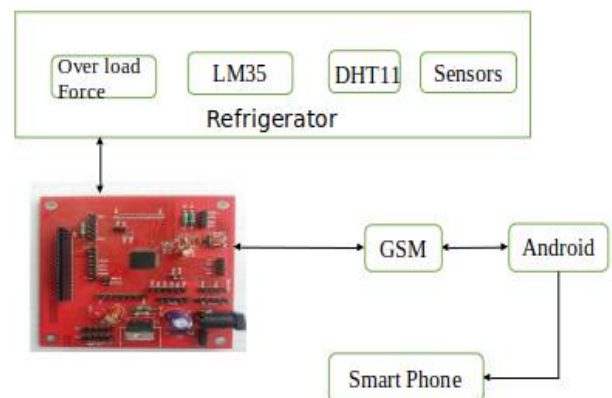 Over load
Force
LM35
DHT11
Sensors
Refrigerator
GSM
Android
Smart Phone